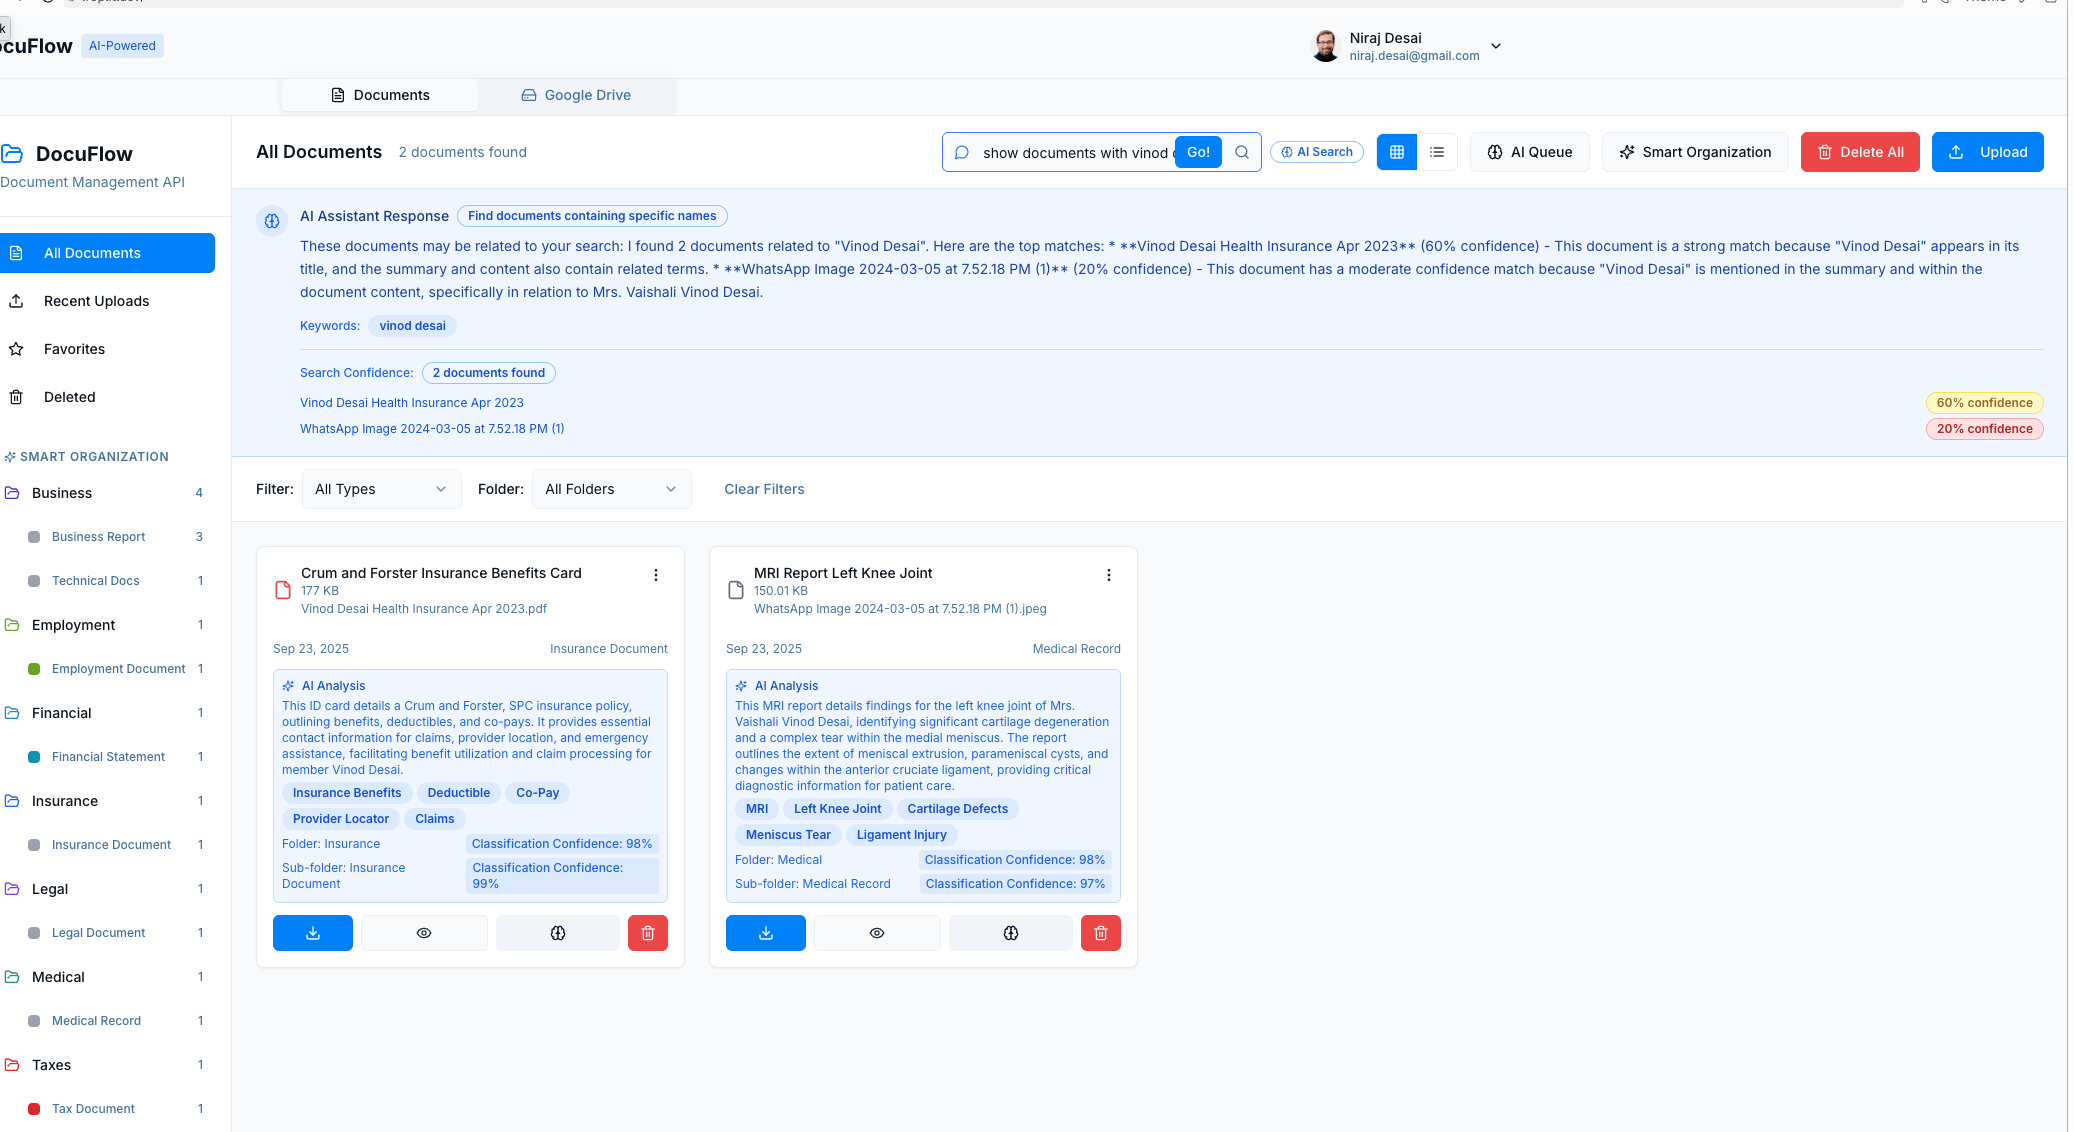 k
cuFlow
AI-Powered
Niraj Desai
niraj.desai@gmail.com
Documents
Google Drive
DocuFlow
Document Management API
All Documents
Recent Uploads
Favorites
Deleted
SMART ORGANIZATION
Business 4
Business Report 3
Technical Docs 1
Employment 1
Employment Document 1
Financial 1
Financial Statement 1
Insurance 1
Insurance Document 1
Legal 1
Legal Document 1
Medical 1
Medical Record 1
Taxes 1
Tax Document 1
All Documents 2 documents found
show documents with vinod
Go!
AI Search
AI Queue
Smart Organization
Delete All
Upload
AI Assistant Response Find documents containing specific names
These documents may be related to your search: I found 2 documents related to "Vinod Desai". Here are the top matches: * **Vinod Desai Health Insurance Apr 2023** (60% confidence) - This document is a strong match because "Vinod Desai" appears in its
title, and the summary and content also contain related terms. * **WhatsApp Image 2024-03-05 at 7.52.18 PM (1)** (20% confidence) - This document has a moderate confidence match because "Vinod Desai" is mentioned in the summary and within the
document content, specifically in relation to Mrs. Vaishali Vinod Desai.
Keywords: vinod desai
Search Confidence: 2 documents found
Vinod Desai Health Insurance Apr 2023 60% confidence
WhatsApp Image 2024-03-05 at 7.52.18 PM (1) 20% confidence
Filter: All Types Folder: All Folders Clear Filters
Crum and Forster Insurance Benefits Card
177 KB
Vinod Desai Health Insurance Apr 2023.pdf
Sep 23, 2025 Insurance Document
AI Analysis
This ID card details a Crum and Forster, SPC insurance policy,
outlining benefits, deductibles, and co-pays. It provides essential
contact information for claims, provider location, and emergency
assistance, facilitating benefit utilization and claim processing for
member Vinod Desai.
Insurance Benefits Deductible Co-Pay
Provider Locator Claims
Folder: Insurance Classification Confidence: 98%
Sub-folder: Insurance
Document
Classification Confidence:
99%
MRI Report Left Knee Joint
150.01 KB
WhatsApp Image 2024-03-05 at 7.52.18 PM (1).jpeg
Sep 23, 2025 Medical Record
AI Analysis
This MRI report details findings for the left knee joint of Mrs.
Vaishali Vinod Desai, identifying significant cartilage degeneration
and a complex tear within the medial meniscus. The report
outlines the extent of meniscal extrusion, parameniscal cysts, and
changes within the anterior cruciate ligament, providing critical
diagnostic information for patient care.
MRI Left Knee Joint Cartilage Defects
Meniscus Tear Ligament Injury
Folder: Medical Classification Confidence: 98%
Sub-folder: Medical Record Classification Confidence: 97%